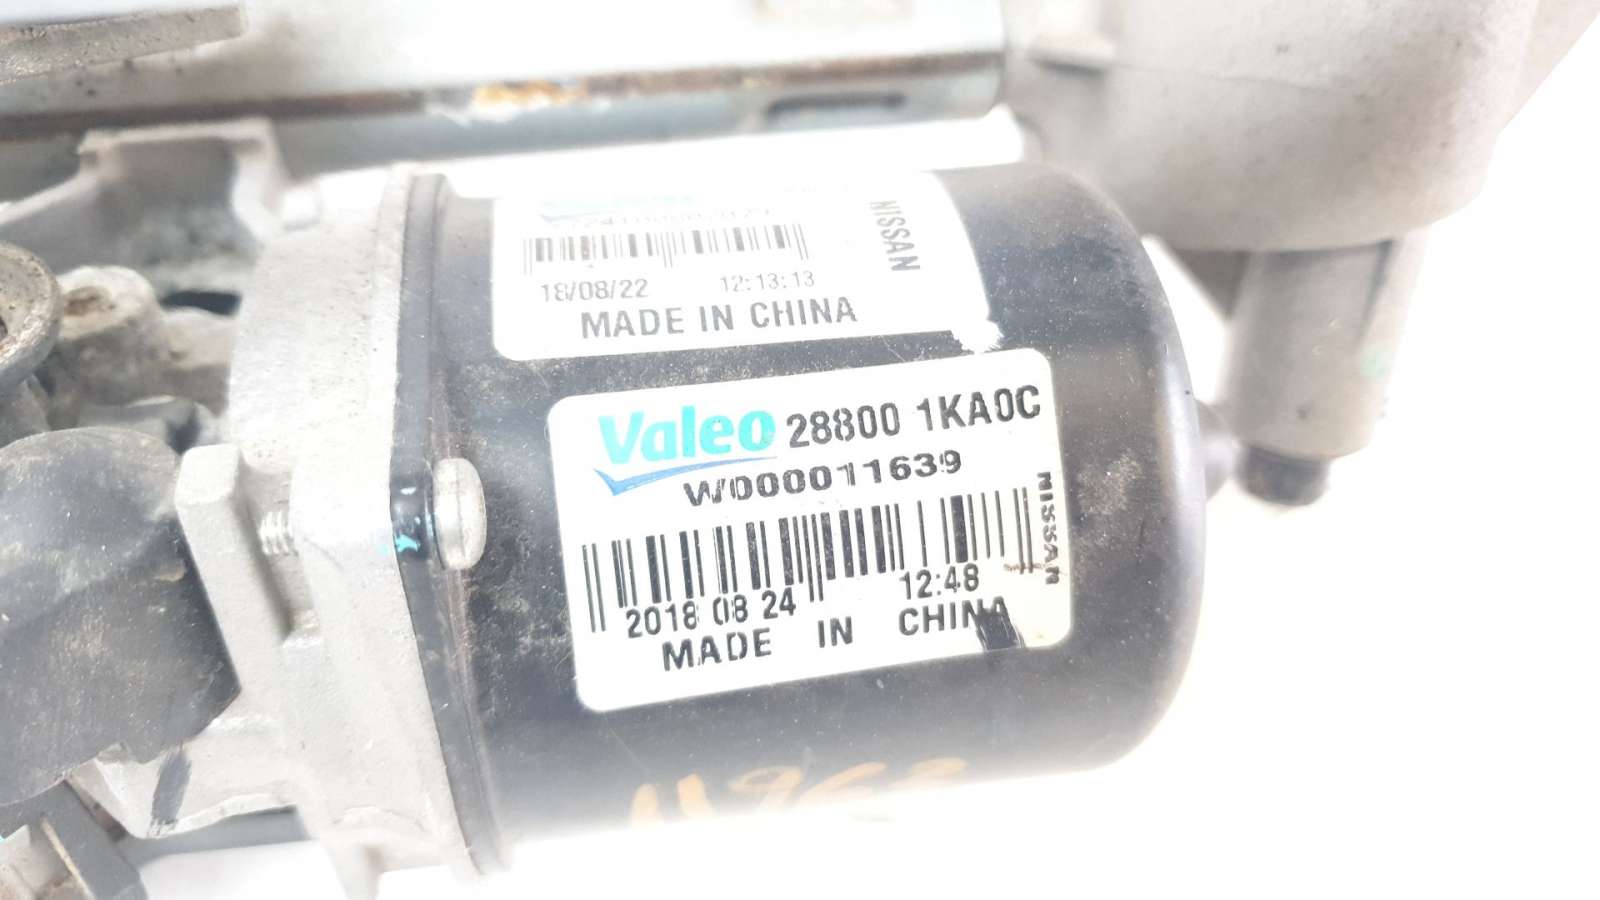 NISSAN
18/08/22 12:13:13
MADE IN CHINA
Valeo 28800 1KA0C
W000011639
NISSAN
2018 08 24 12:48
MADE IN CHINA